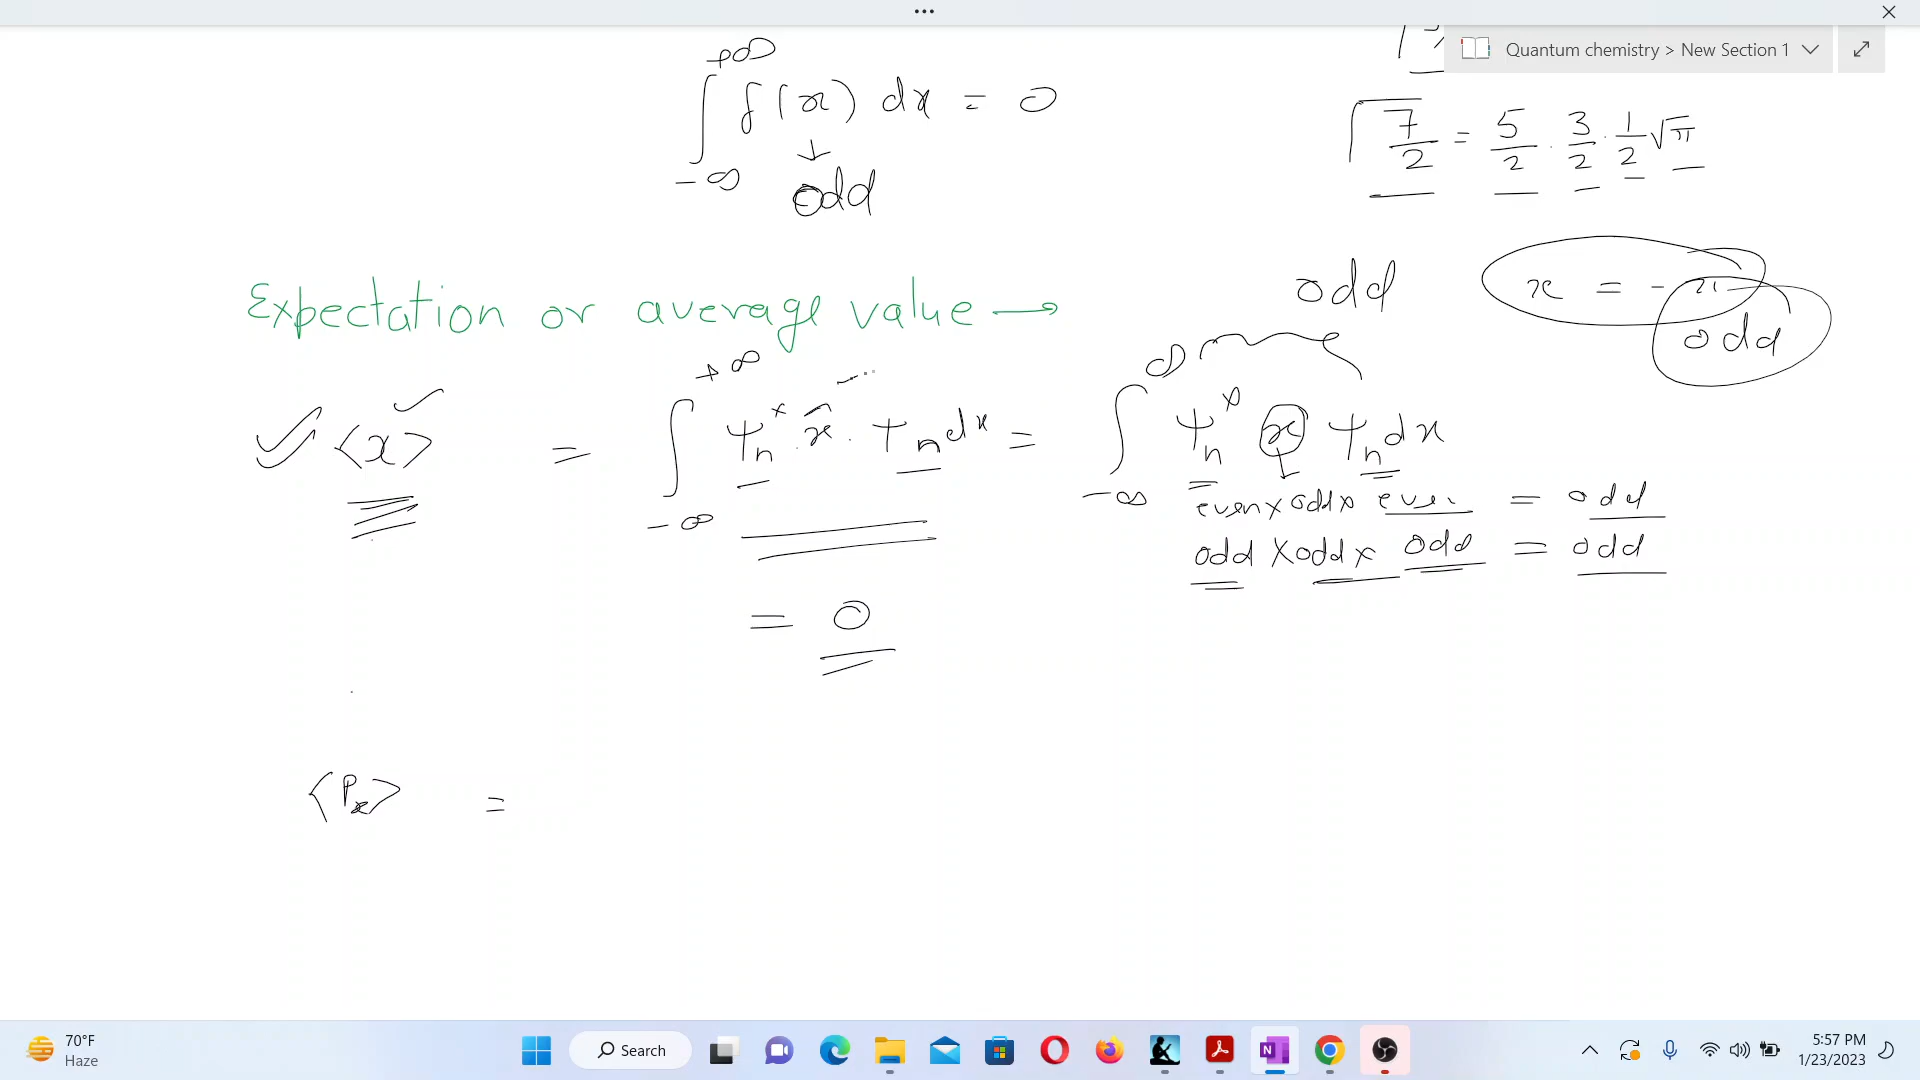 Quantum chemistry > New Section 1
+∞
∫ f(x) dx = 0
-∞
↓
odd
Γ7/2 = 5/2 · 3/2 · 1/2 √π
Expectation or average value →
odd
x = - x
odd
<x> = ∫_{-∞}^{+∞} ψn* · x̂ · ψn dx = ∫_{-∞}^{∞} ψn* x ψn dx
even x odd x even = odd
odd x odd x odd = odd
= 0
<Px> =
70°F
Haze
Search
5:57 PM
1/23/2023